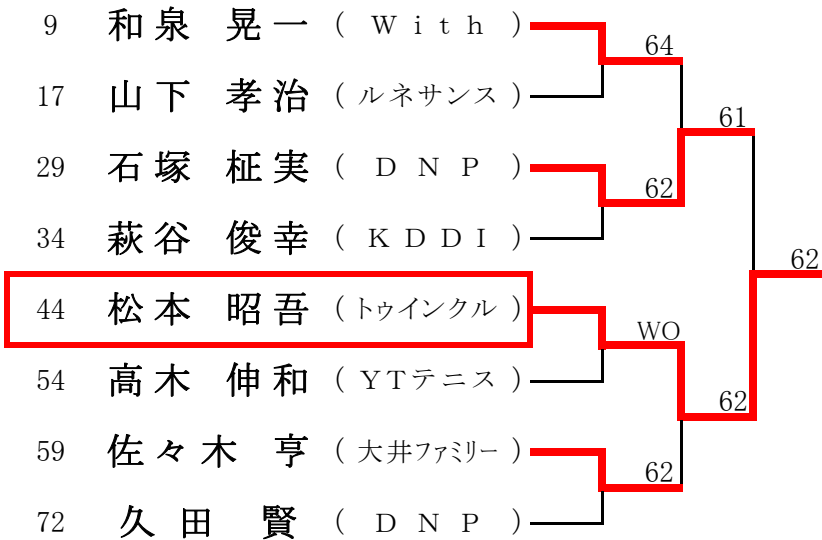 9 和泉 晃一 ( With )
64
17 山下 孝治 ( ルネサンス )
61
29 石塚 柾実 ( DNP )
62
34 萩谷 俊幸 ( KDDI )
62
44 松本 昭吾 ( トゥインクル )
WO
54 高木 伸和 ( YTテニス )
62
59 佐々木 亨 ( 大井ファミリー )
62
72 久田 賢 ( DNP )